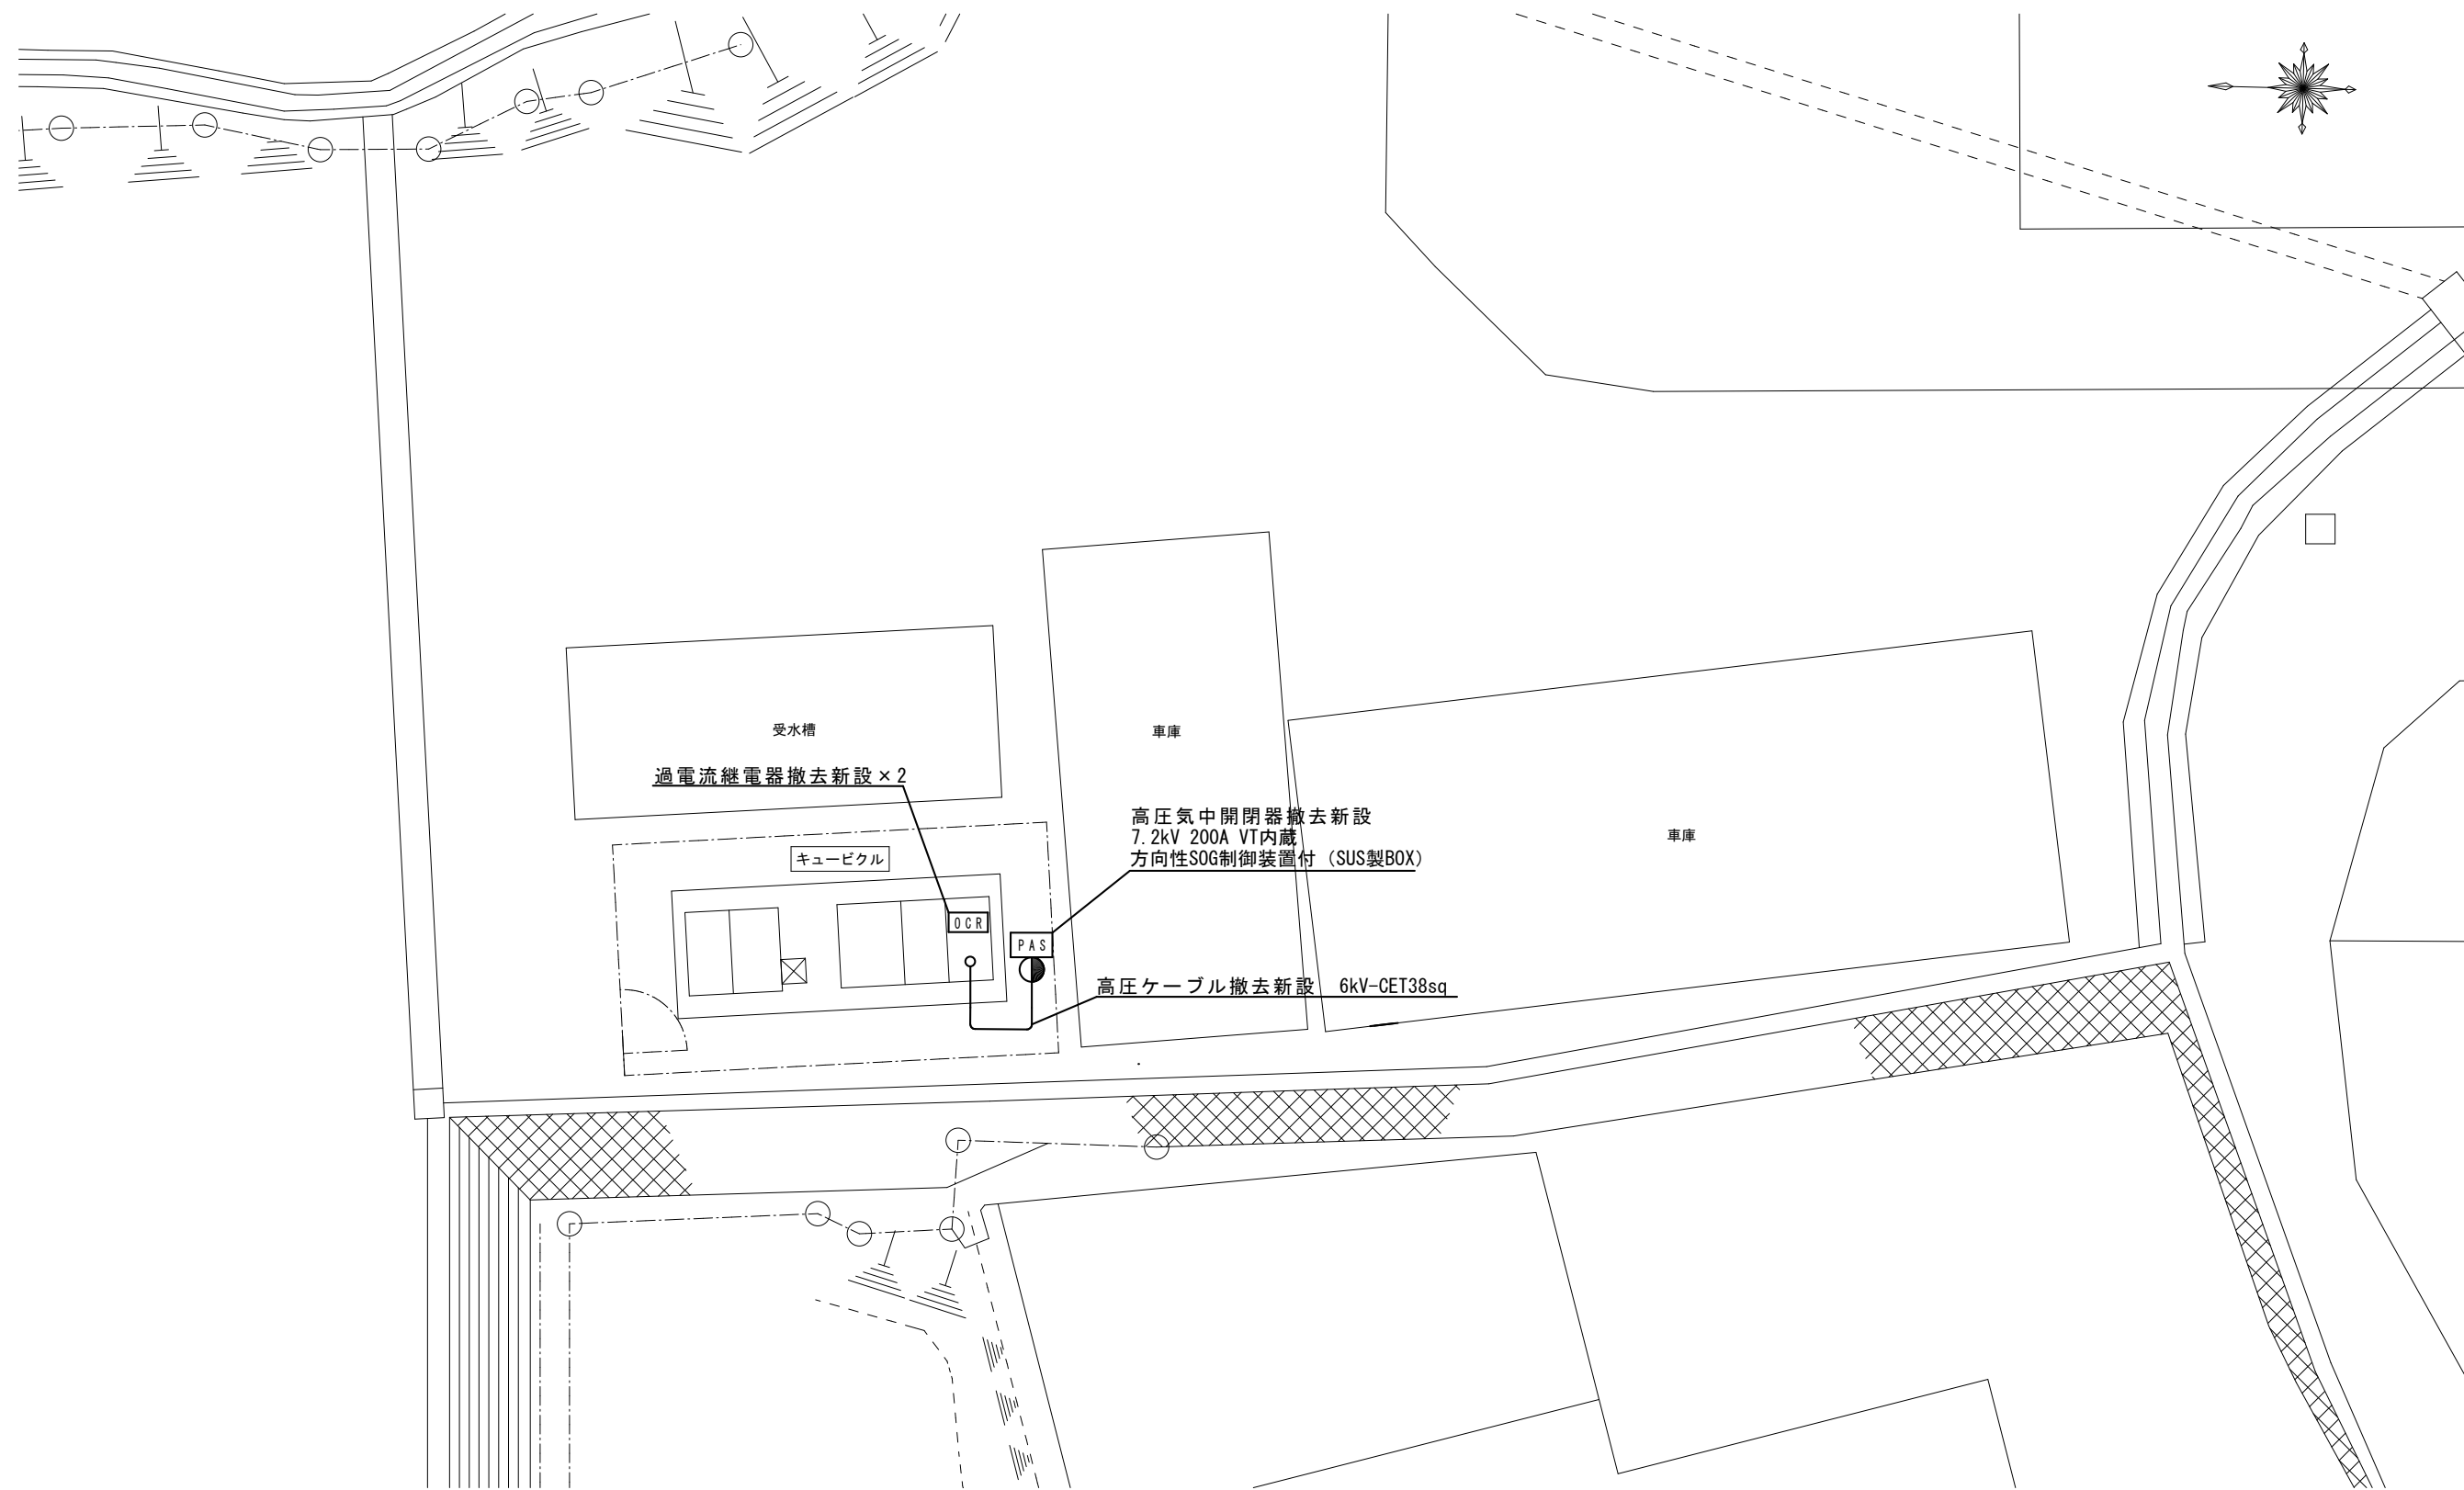 受水槽
車庫
過電流継電器撤去新設×2
高圧気中開閉器撤去新設
7.2kV 200A VT内蔵
方向性SOG制御装置付（SUS製BOX）
車庫
キュービクル
OCR
PAS
高圧ケーブル撤去新設　6kV-CET38sq